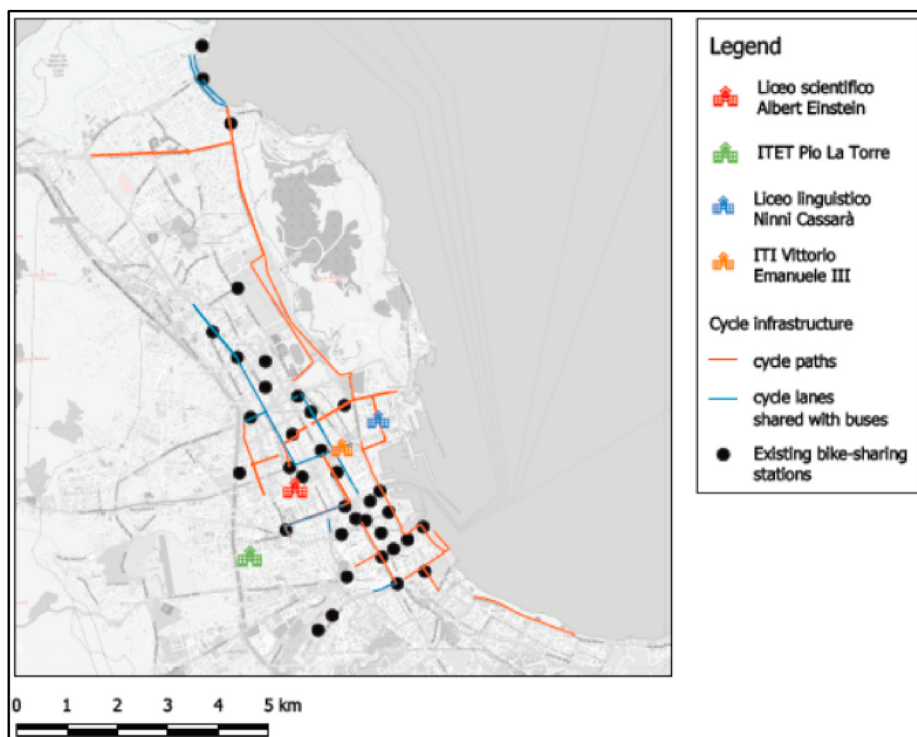 Legend
Liceo scientifico
Albert Einstein
ITET Pio La Torre
Liceo linguistico
Ninni Cassarà
ITI Vittorio
Emanuele III
Cycle infrastructure
cycle paths
cycle lanes
shared with buses
Existing bike-sharing
stations
0 1 2 3 4 5 km